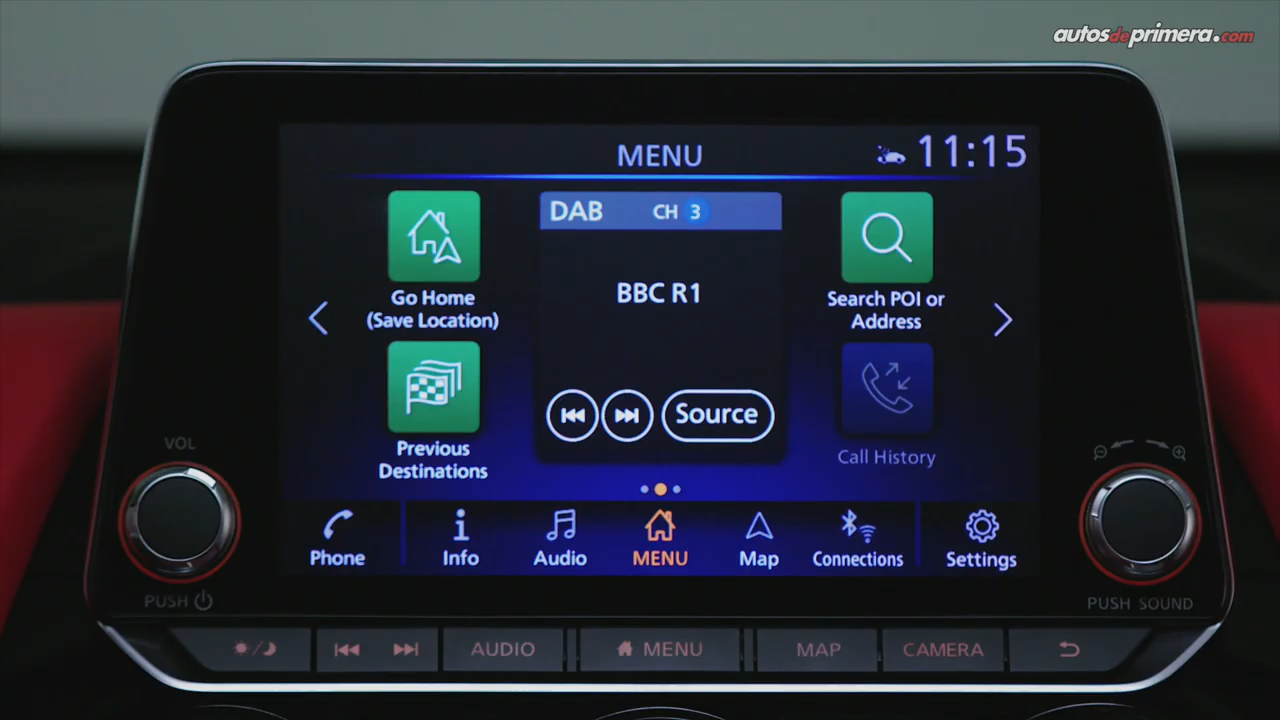 autosdeprimera.com
MENU
11:15
Go Home
(Save Location)
Previous
Destinations
DAB CH 3
BBC R1
Source
Search POI or
Address
Call History
Phone Info Audio MENU Map Connections Settings
VOL
PUSH
PUSH SOUND
AUDIO MENU MAP CAMERA